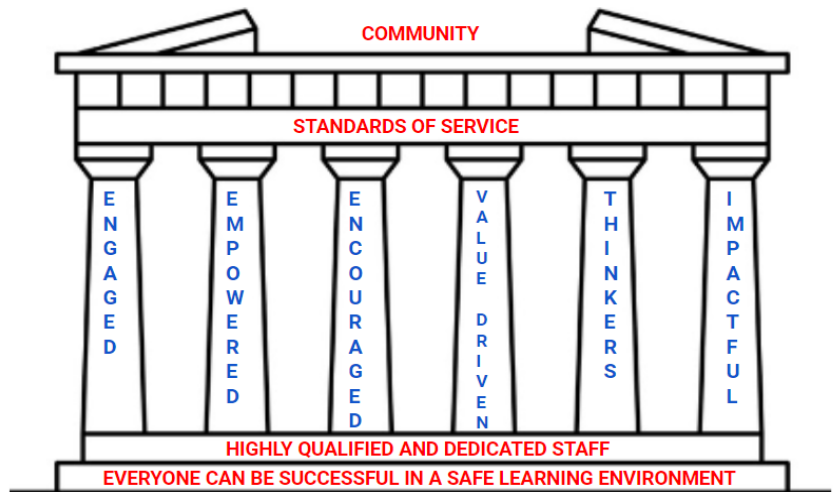 COMMUNITY
STANDARDS OF SERVICE
ENGAGED
EMPOWERED
ENCOURAGED
VALUE DRIVEN
THINKERS
IMPACTFUL
HIGHLY QUALIFIED AND DEDICATED STAFF
EVERYONE CAN BE SUCCESSFUL IN A SAFE LEARNING ENVIRONMENT